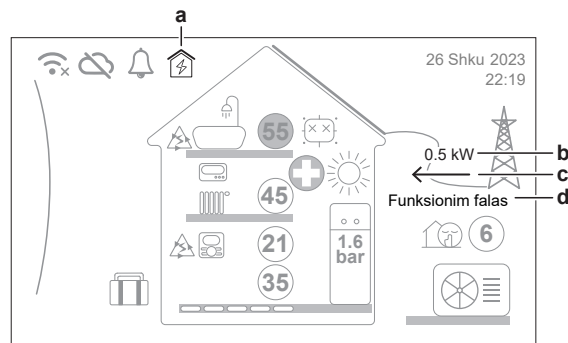 a
26 Shku 2023
22:19
55
0.5 kW
b
c
Funksionim falas
d
45
6
21
1.6
bar
35